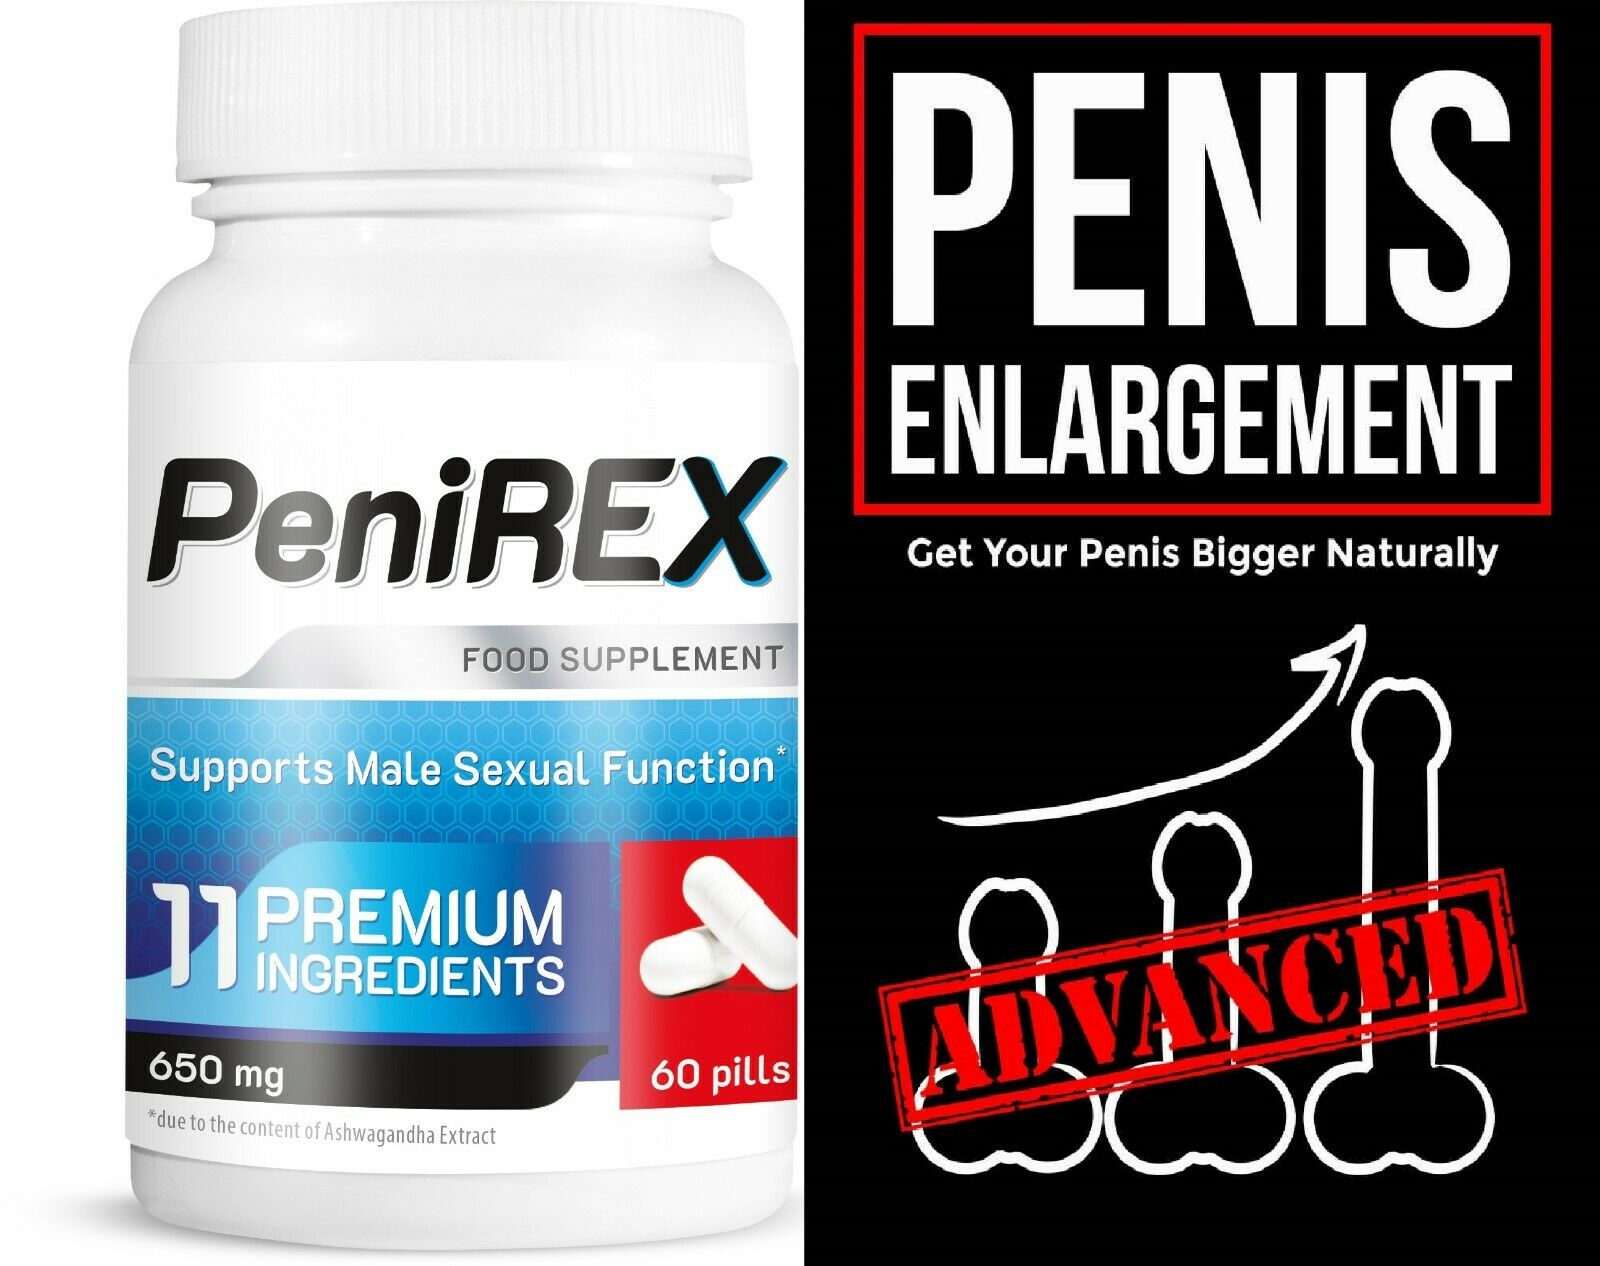 PeniREX
FOOD SUPPLEMENT
Supports Male Sexual Function*
11 PREMIUM
INGREDIENTS
650 mg
60 pills
*due to the content of Ashwagandha Extract
PENIS
ENLARGEMENT
Get Your Penis Bigger Naturally
ADVANCED